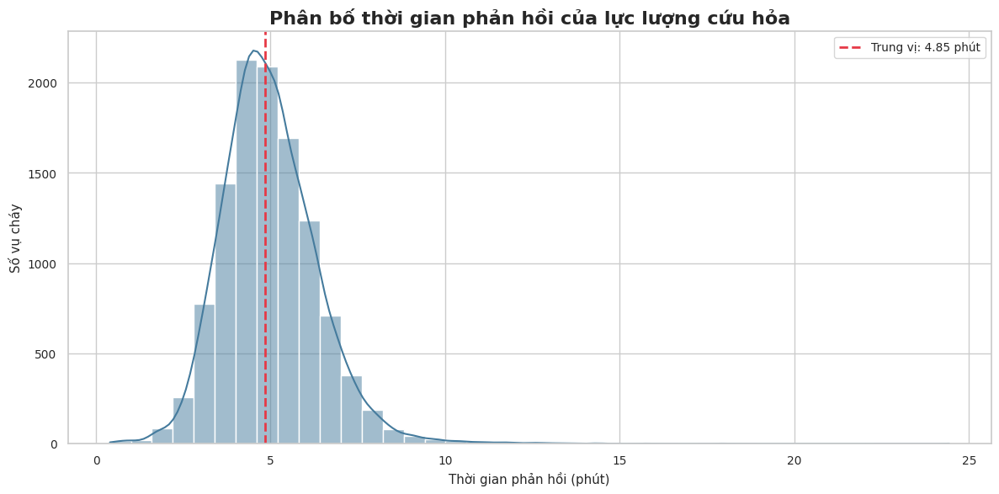 Phân bố thời gian phản hồi của lực lượng cứu hỏa
Trung vị: 4.85 phút
Số vụ cháy
2000
1500
1000
500
0
0 5 10 15 20 25
Thời gian phản hồi (phút)